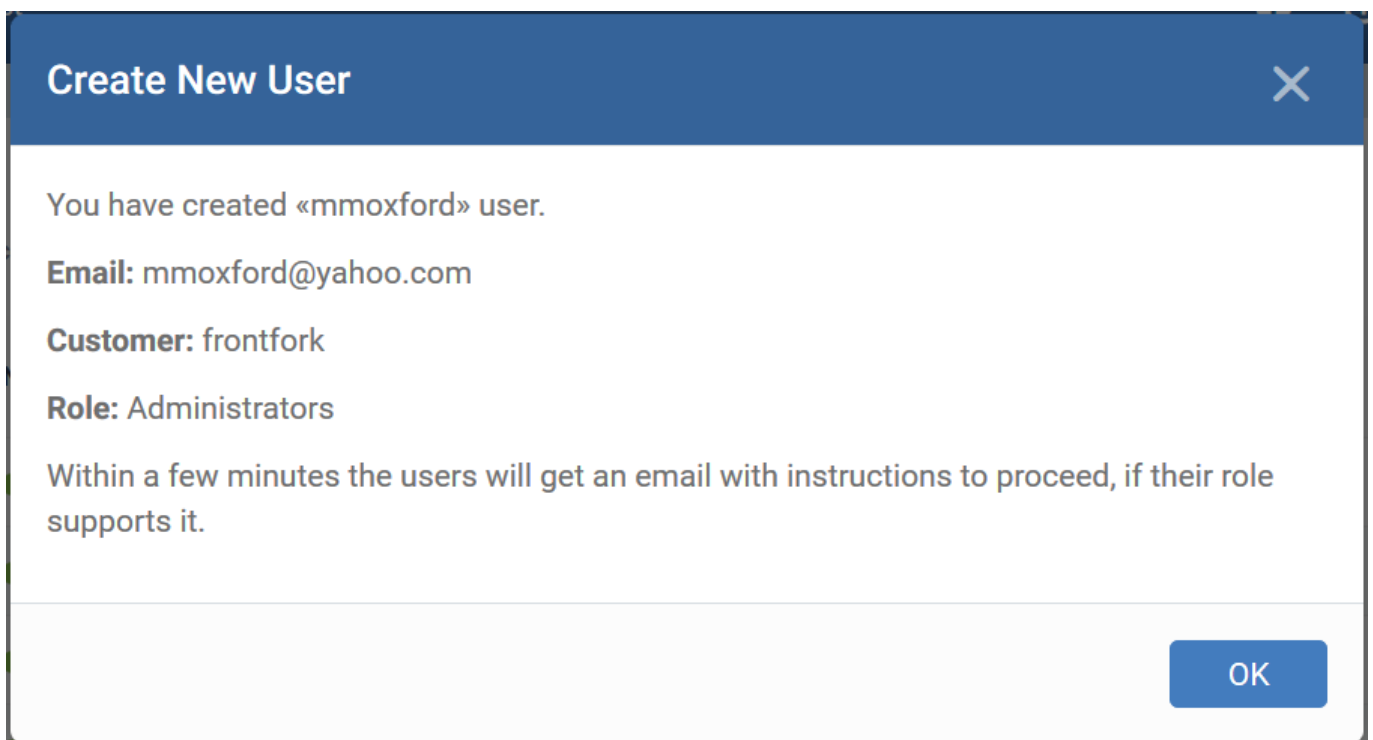 Create New User
You have created «mmoxford» user.
Email: mmoxford@yahoo.com
Customer: frontfork
Role: Administrators
Within a few minutes the users will get an email with instructions to proceed, if their role
supports it.
OK